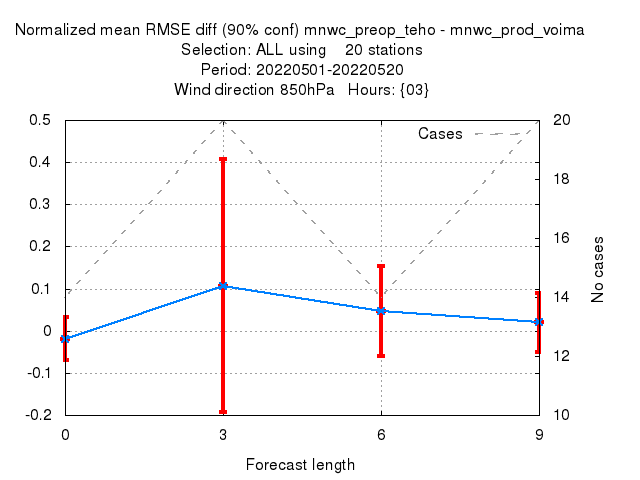 Normalized mean RMSE diff (90% conf) mnwc_preop_teho - mnwc_prod_voima
Selection: ALL using    20 stations
Period: 20220501-20220520
Wind direction 850hPa   Hours: {03}
0.5
0.4
0.3
0.2
0.1
0
-0.1
-0.2
Cases
20
18
16
14
12
10
No cases
0 3 6 9
Forecast length